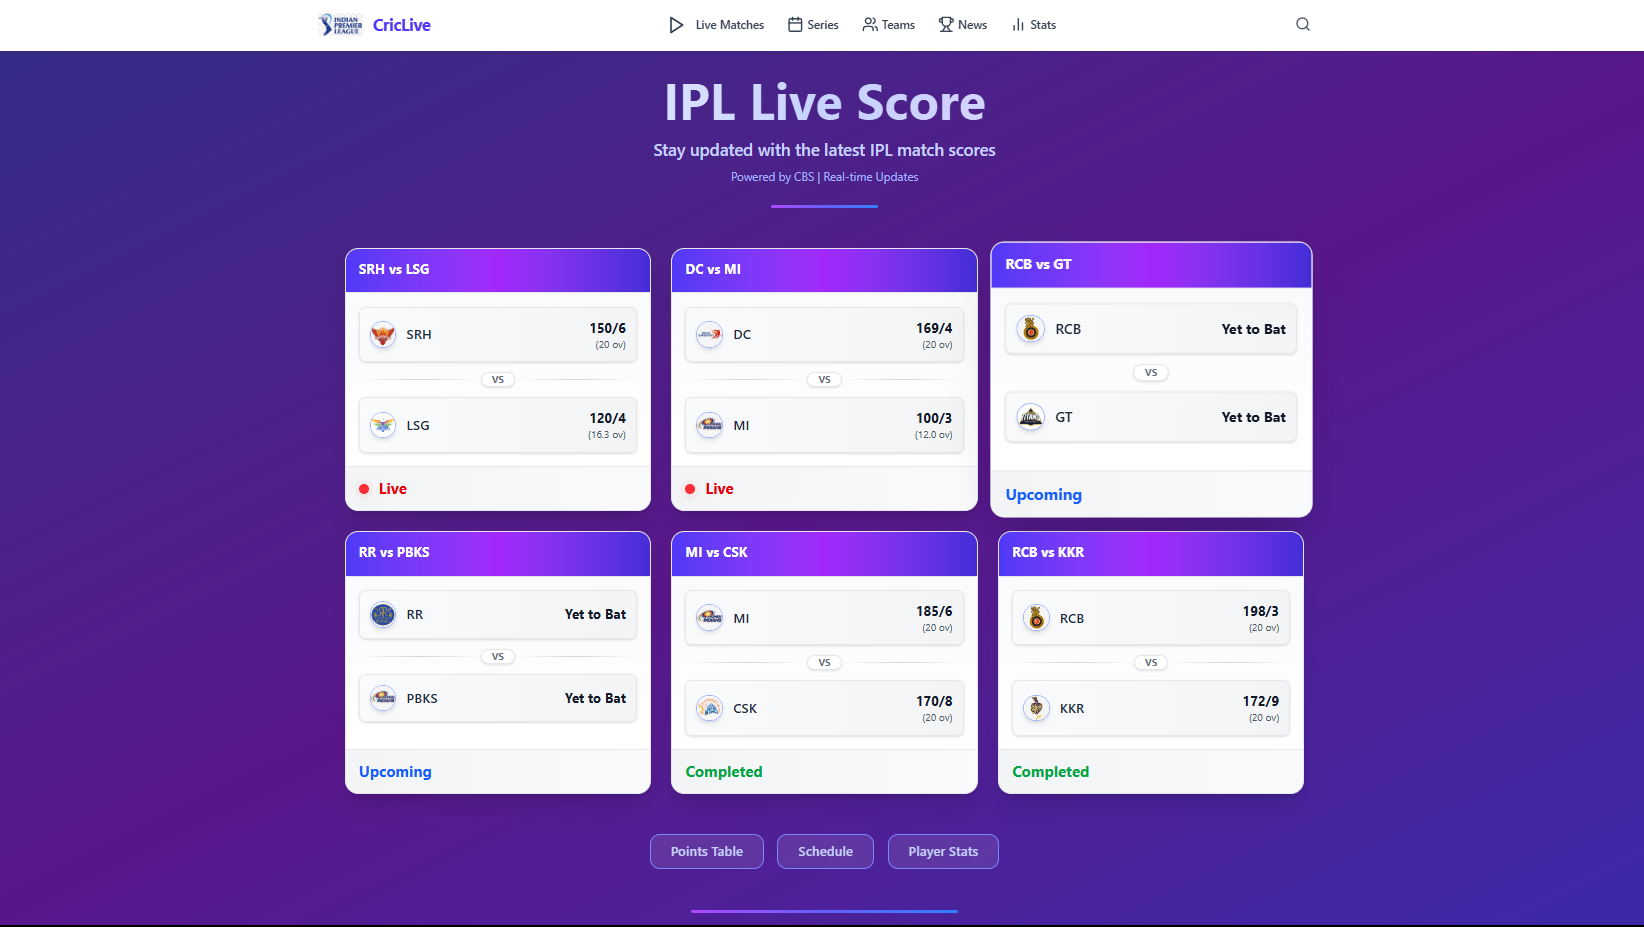 INDIAN
PREMIER
LEAGUE
CricLive
Live Matches
Series
Teams
News
Stats
IPL Live Score
Stay updated with the latest IPL match scores
Powered by CBS | Real-time Updates
SRH vs LSG
SRH
150/6
(20 ov)
VS
LSG
120/4
(16.3 ov)
Live
DC vs MI
DC
169/4
(20 ov)
VS
MI
100/3
(12.0 ov)
Live
RCB vs GT
RCB
Yet to Bat
VS
GT
Yet to Bat
Upcoming
RR vs PBKS
RR
Yet to Bat
VS
PBKS
Yet to Bat
Upcoming
MI vs CSK
MI
185/6
(20 ov)
VS
CSK
170/8
(20 ov)
Completed
RCB vs KKR
RCB
198/3
(20 ov)
VS
KKR
172/9
(20 ov)
Completed
Points Table
Schedule
Player Stats